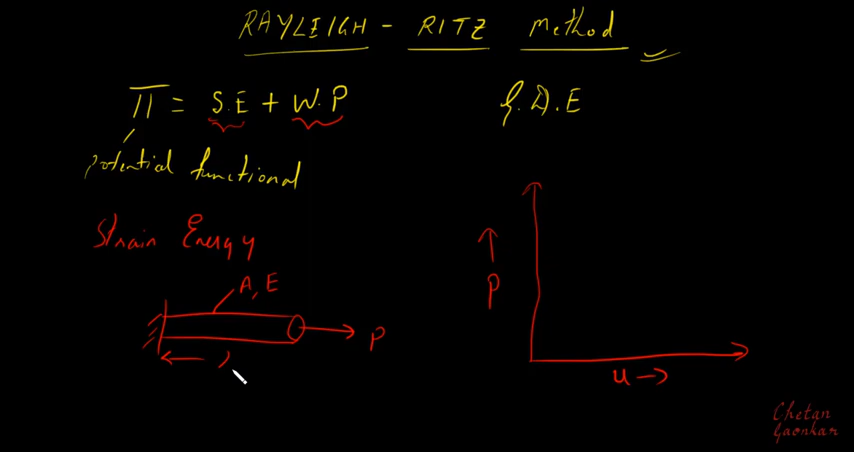 RAYLEIGH - RITZ Method
Π = S.E + W.P
G.D.E
Potential functional
Strain Energy
A, E
P
P
u →
Chetan
Gaonkar